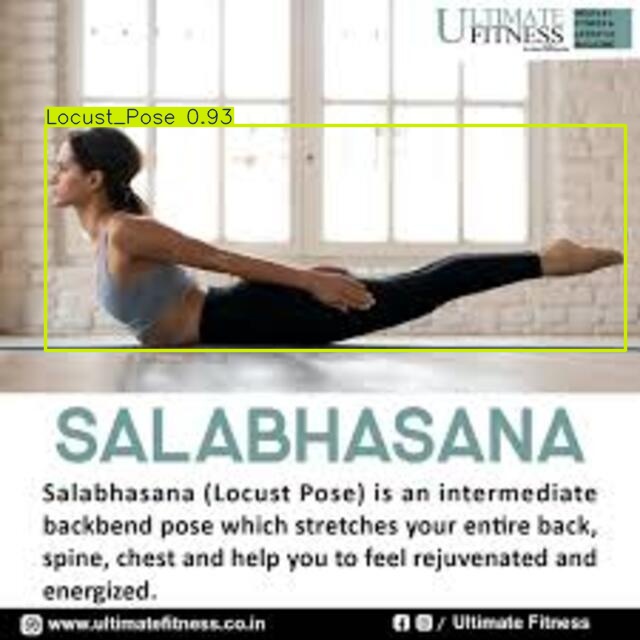 ULTIMATE
FITNESS
Locust_Pose 0.93
SALABHASANA
Salabhasana (Locust Pose) is an intermediate
backbend pose which stretches your entire back,
spine, chest and help you to feel rejuvenated and
energized.
www.ultimatefitness.co.in
/ Ultimate Fitness